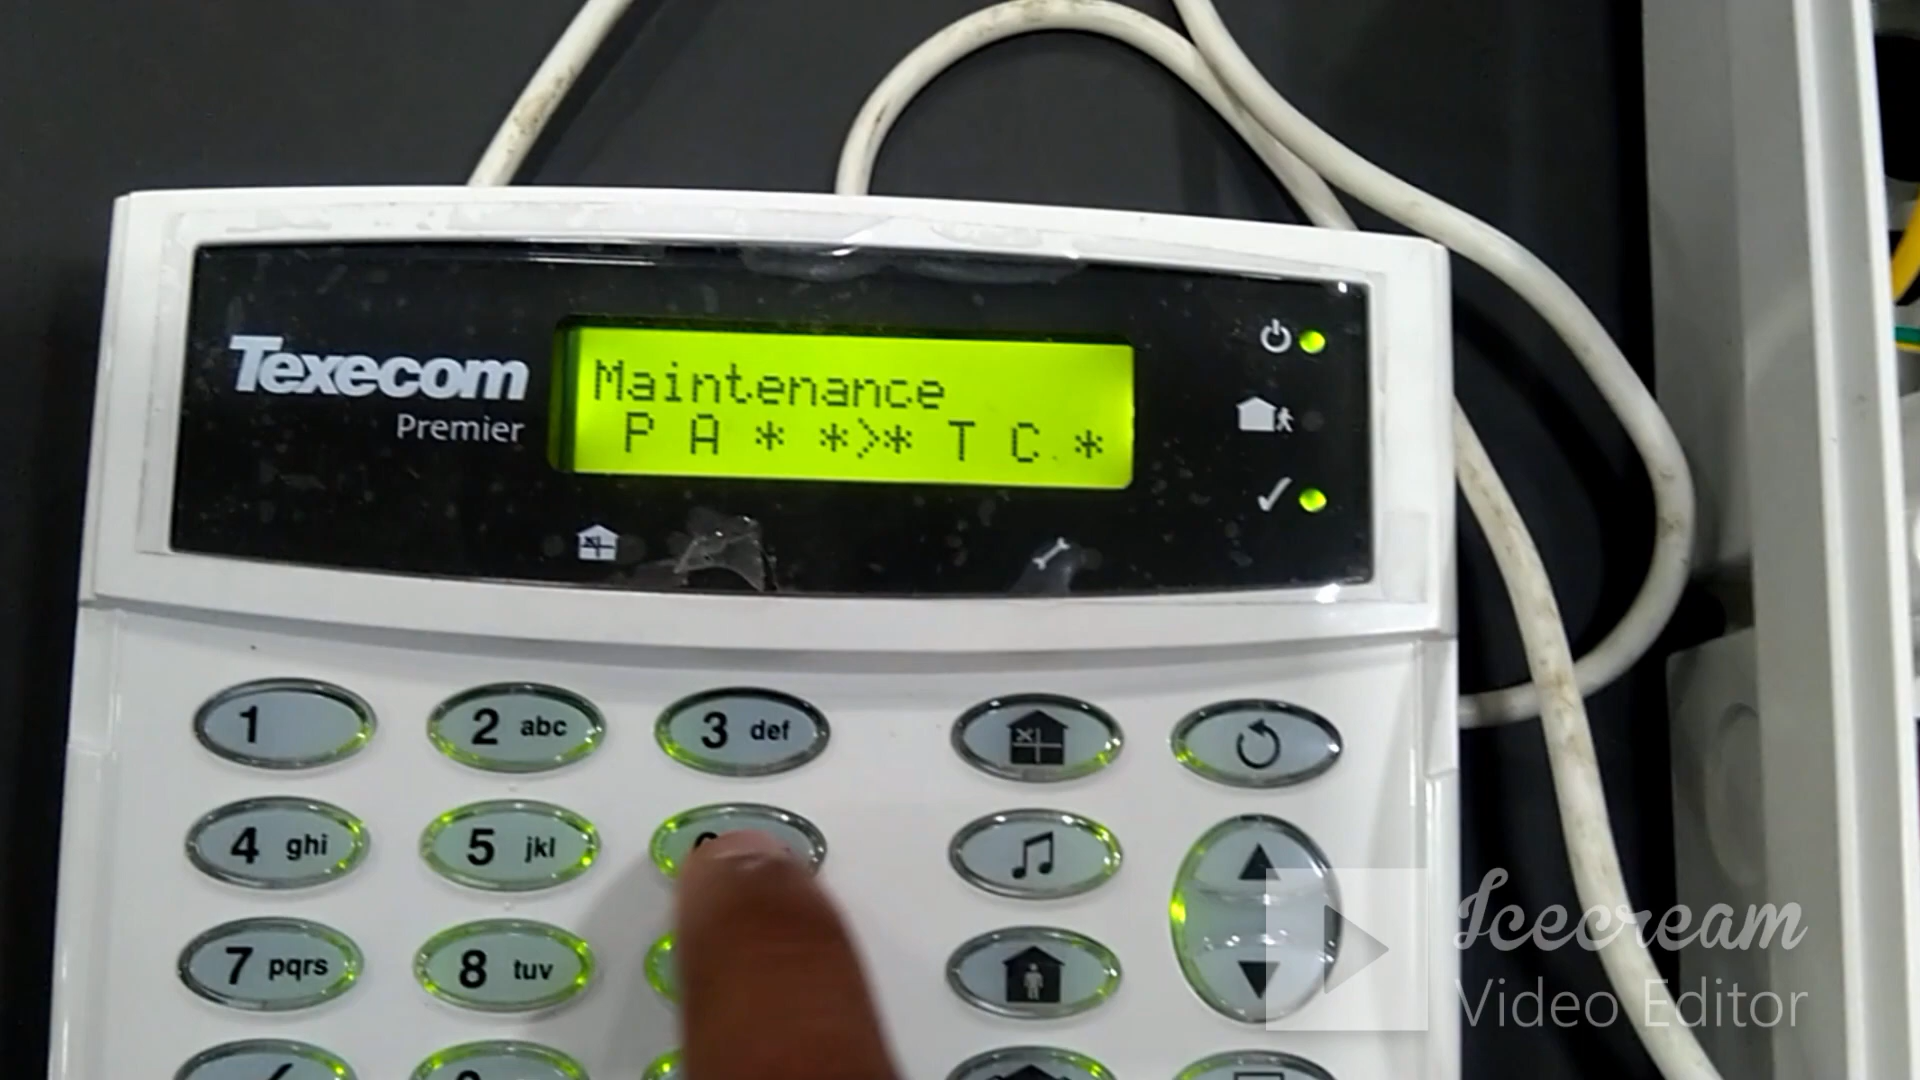 Texecom
Premier
Maintenance
P A * *>* T C *
1
2 abc
3 def
4 ghi
5 jkl
7 pqrs
8 tuv
Icecream
Video Editor